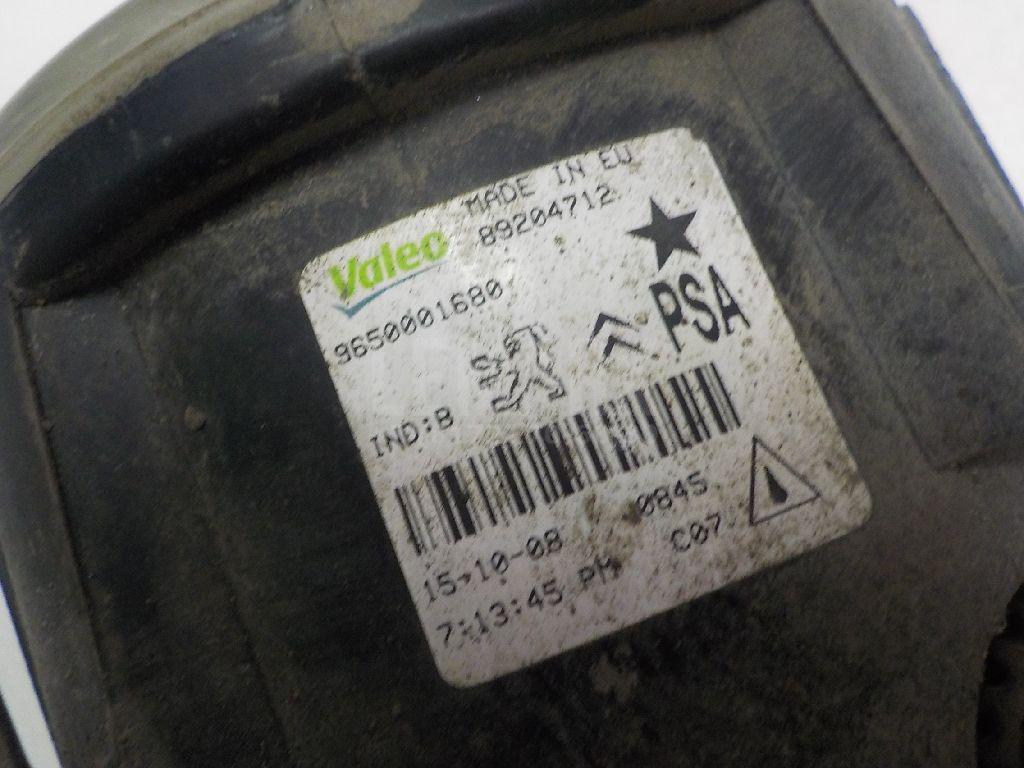 MADE IN EU
Valeo 89204712
9650001680
PSA
IND:B
15-10-08 0845
7:13:45 PM C07